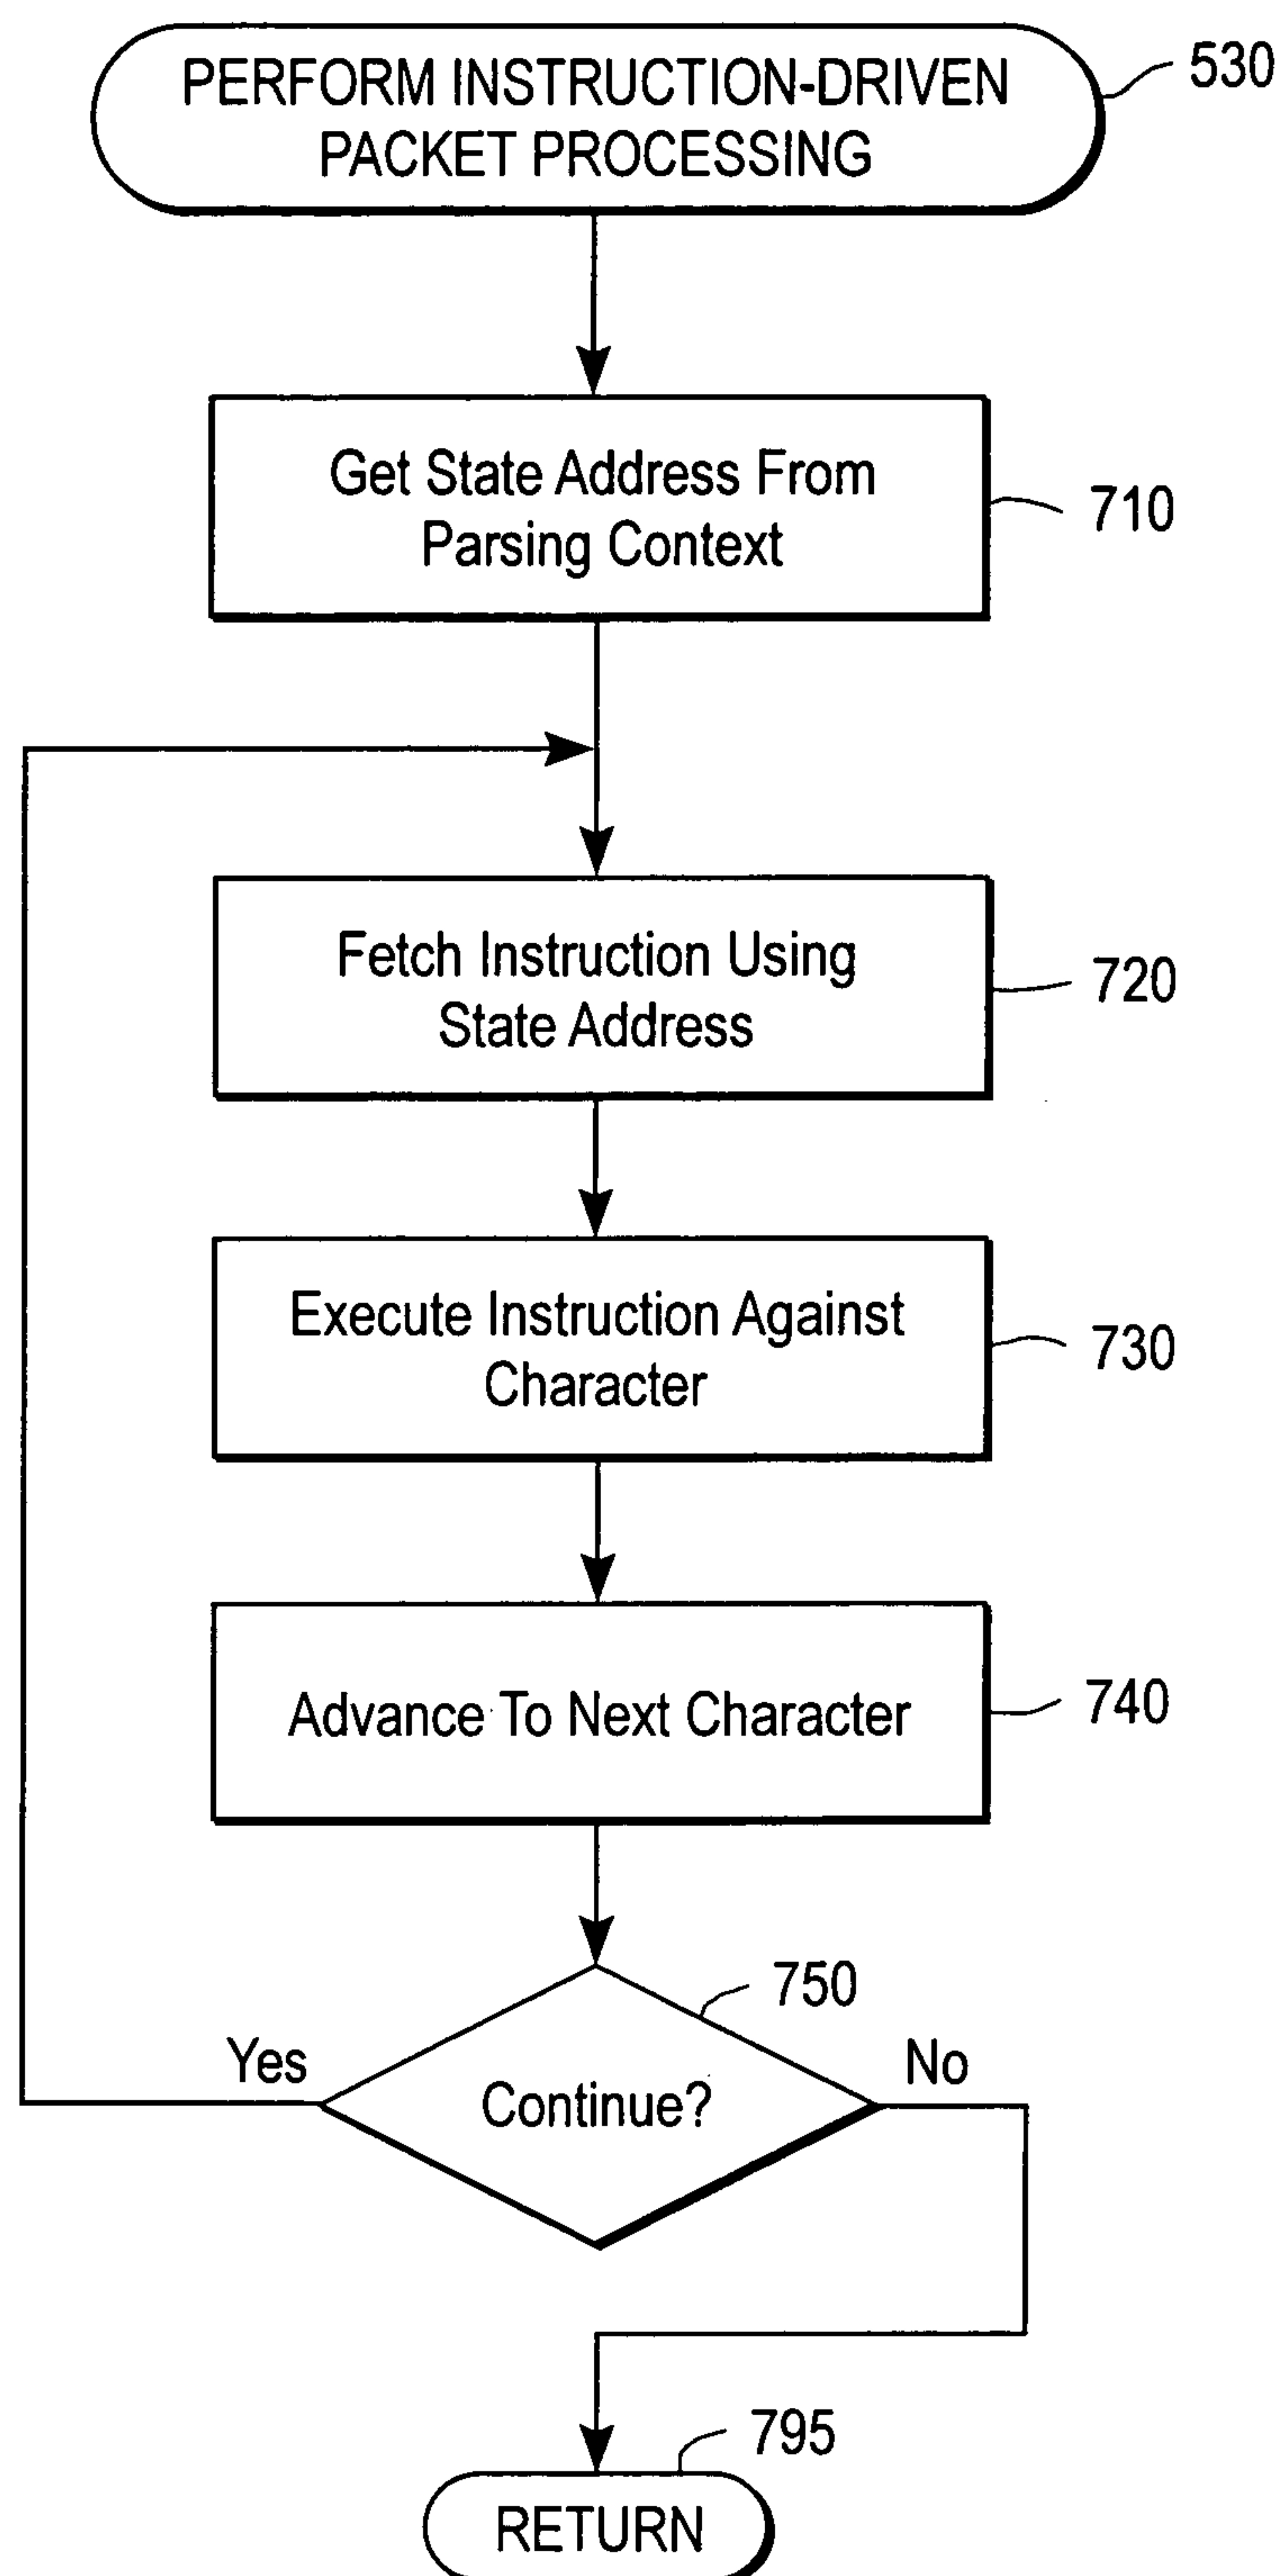 PERFORM INSTRUCTION-DRIVEN
PACKET PROCESSING
530
Get State Address From
Parsing Context
710
Fetch Instruction Using
State Address
720
Execute Instruction Against
Character
730
Advance To Next Character
740
750
Yes
Continue?
No
795
RETURN